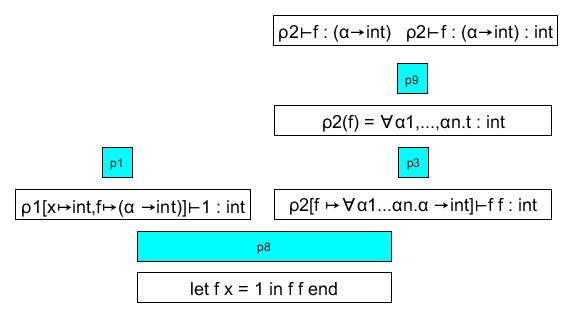 ρ2⊢f : (α→int) ρ2⊢f : (α→int) : int
p9
ρ2(f) = ∀α1,...,αn.t : int
p1
p3
ρ1[x↦int,f↦(α →int)]⊢1 : int
ρ2[f ↦∀α1...αn.α →int]⊢f f : int
p8
let f x = 1 in f f end